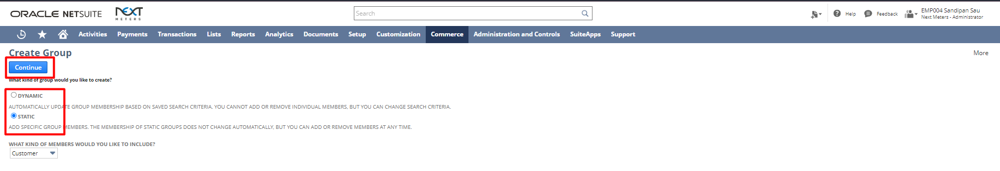 ORACLE NETSUITE NEXT METERS Search Help Feedback EMP004 Sandipan Sau
Next Meters - Administrator
Activities Payments Transactions Lists Reports Analytics Documents Setup Customization Commerce Administration and Controls SuiteApps Support
Create Group More
Continue
What kind of group would you like to create?
DYNAMIC
AUTOMATICALLY UPDATE GROUP MEMBERSHIP BASED ON SAVED SEARCH CRITERIA. YOU CANNOT ADD OR REMOVE INDIVIDUAL MEMBERS, BUT YOU CAN CHANGE SEARCH CRITERIA.
STATIC
ADD SPECIFIC GROUP MEMBERS. THE MEMBERSHIP OF STATIC GROUPS DOES NOT CHANGE AUTOMATICALLY, BUT YOU CAN ADD OR REMOVE MEMBERS AT ANY TIME.
WHAT KIND OF MEMBERS WOULD YOU LIKE TO INCLUDE?
Customer